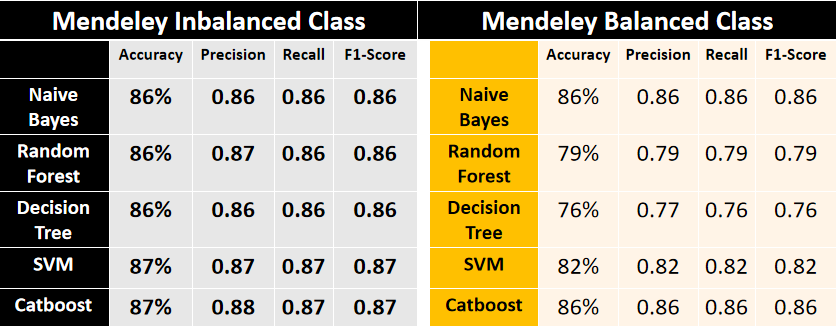 Mendeley Inbalanced Class
Accuracy Precision Recall F1-Score
Naive
Bayes 86% 0.86 0.86 0.86
Random
Forest 86% 0.87 0.86 0.86
Decision
Tree 86% 0.86 0.86 0.86
SVM 87% 0.87 0.87 0.87
Catboost 87% 0.88 0.87 0.87
Mendeley Balanced Class
Accuracy Precision Recall F1-Score
Naive
Bayes 86% 0.86 0.86 0.86
Random
Forest 79% 0.79 0.79 0.79
Decision
Tree 76% 0.77 0.76 0.76
SVM 82% 0.82 0.82 0.82
Catboost 86% 0.86 0.86 0.86